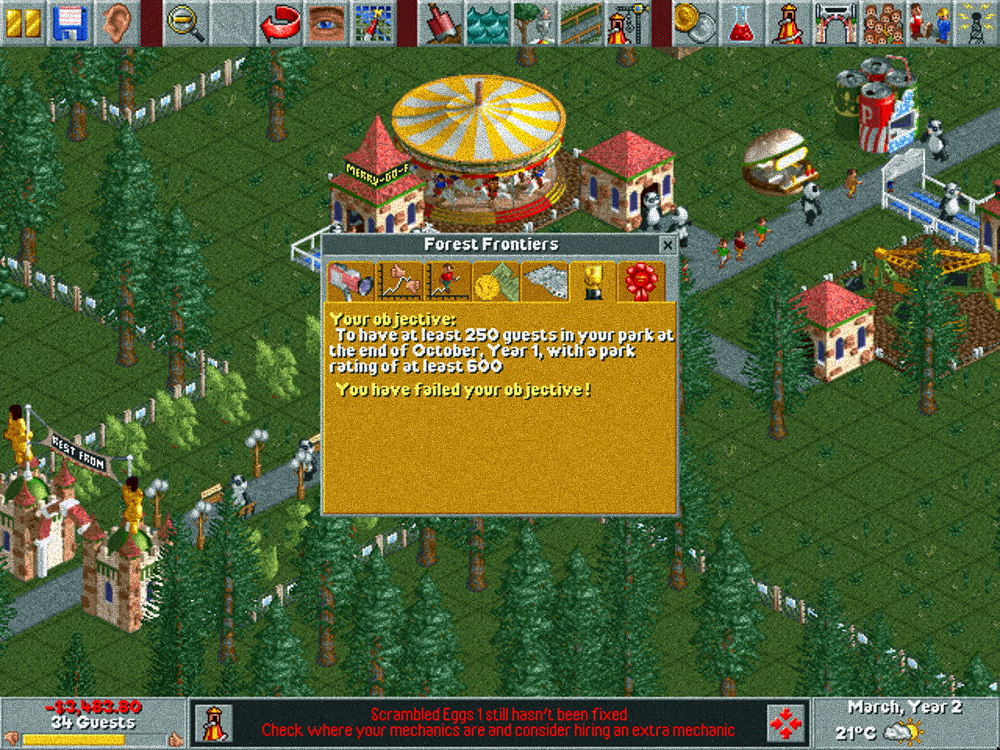 MERRY-GO-R
Forest Frontiers
Your objective:
To have at least 250 guests in your park at
the end of October, Year 1, with a park
rating of at least 600
You have failed your objective!
REST FRON
-$3,483.60
34 Guests
Scrambled Eggs 1 still hasn't been fixed
Check where your mechanics are and consider hiring an extra mechanic
March, Year 2
21°C